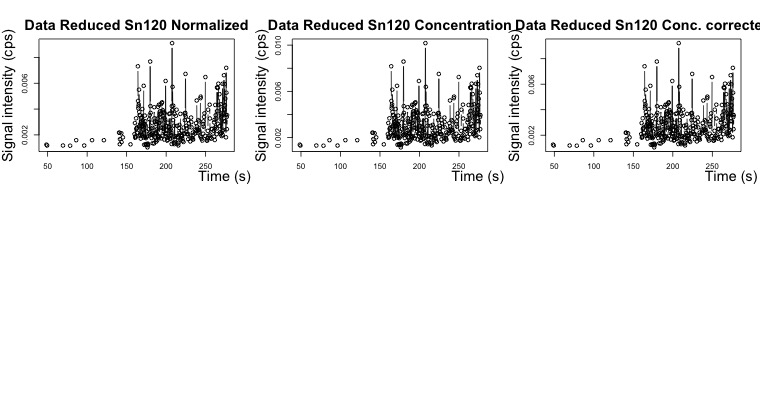 Data Reduced Sn120 Normalized
Signal intensity (cps)
0.002
0.006
50
100
150
200
250
Time (s)
Data Reduced Sn120 Concentration
Signal intensity (cps)
0.002
0.006
0.010
50
100
150
200
250
Time (s)
Data Reduced Sn120 Conc. correcte
Signal intensity (cps)
0.002
0.006
50
100
150
200
250
Time (s)